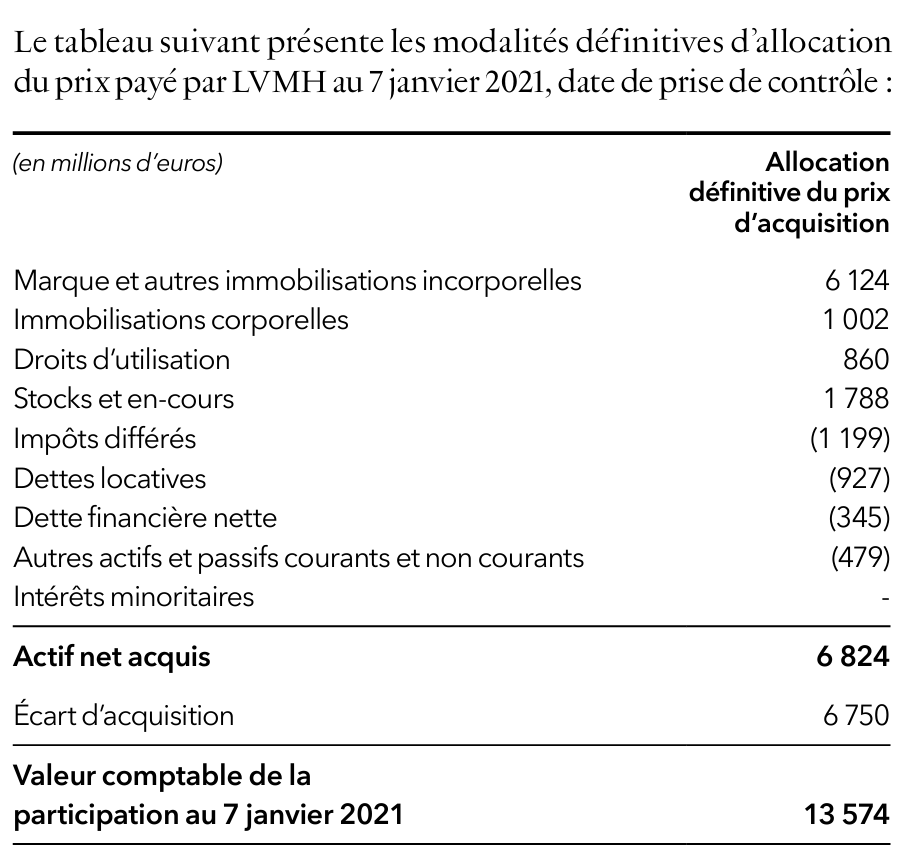 Le tableau suivant présente les modalités définitives d’allocation
du prix payé par LVMH au 7 janvier 2021, date de prise de contrôle :
(en millions d’euros) Allocation
définitive du prix
d’acquisition
Marque et autres immobilisations incorporelles 6 124
Immobilisations corporelles 1 002
Droits d’utilisation 860
Stocks et en-cours 1 788
Impôts différés (1 199)
Dettes locatives (927)
Dette financière nette (345)
Autres actifs et passifs courants et non courants (479)
Intérêts minoritaires -
Actif net acquis 6 824
Écart d’acquisition 6 750
Valeur comptable de la
participation au 7 janvier 2021 13 574